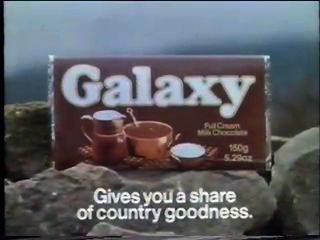 Galaxy
Full Cream
Milk Chocolate
150g
5.29oz
Gives you a share
of country goodness.